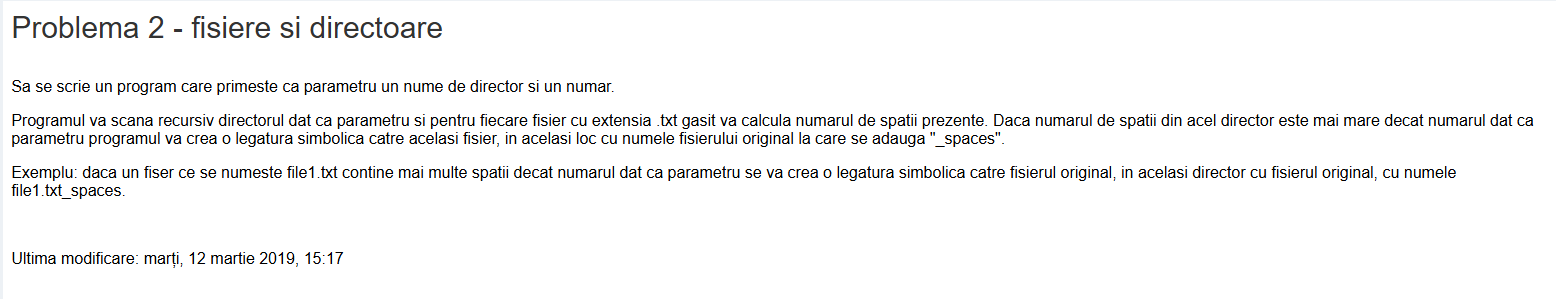 Problema 2 - fisiere si directoare
Sa se scrie un program care primeste ca parametru un nume de director si un numar.
Programul va scana recursiv directorul dat ca parametru si pentru fiecare fisier cu extensia .txt gasit va calcula numarul de spatii prezente. Daca numarul de spatii din acel director este mai mare decat numarul dat ca
parametru programul va crea o legatura simbolica catre acelasi fisier, in acelasi loc cu numele fisierului original la care se adauga "_spaces".
Exemplu: daca un fiser ce se numeste file1.txt contine mai multe spatii decat numarul dat ca parametru se va crea o legatura simbolica catre fisierul original, in acelasi director cu fisierul original, cu numele
file1.txt_spaces.
Ultima modificare: marți, 12 martie 2019, 15:17